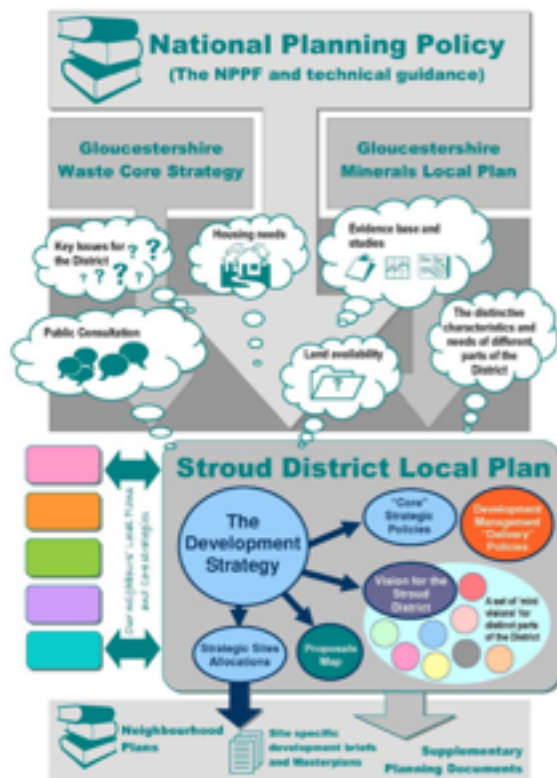 National Planning Policy
(The NPPF and technical guidance)
Gloucestershire
Waste Core Strategy
Gloucestershire
Minerals Local Plan
Key Issues for
the District
? ? ? ? ? ?
Housing needs
Evidence base and
studies
Public Consultation
Land availability
?
The distinctive
characteristics and
needs of different
parts of the
District
Our neighbours' Local Plans
and Core strategies
Stroud District Local Plan
The
Development
Strategy
"Core"
Strategic
Policies
Development
Management
"Delivery"
Policies
Vision for the
Stroud
District
A set of 'mini
visions' for
distinct parts
of the District
Strategic Sites
Allocations
Proposals
Map
Neighbourhood
Plans
Site specific
development briefs
and Masterplans
Supplementary
Planning Documents